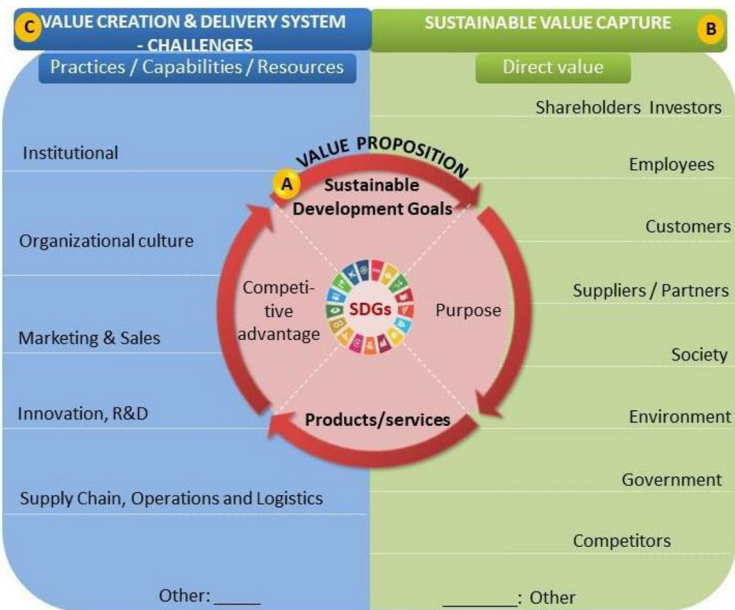 C
VALUE CREATION & DELIVERY SYSTEM
- CHALLENGES
Practices / Capabilities / Resources
SUSTAINABLE VALUE CAPTURE
B
Direct value
Institutional
Organizational culture
Marketing & Sales
Innovation, R&D
Supply Chain, Operations and Logistics
Other: _____
VALUE PROPOSITION
A
Sustainable
Development Goals
Competi-
tive
advantage
SDGs
Purpose
Products/services
Shareholders Investors
Employees
Customers
Suppliers / Partners
Society
Environment
Government
Competitors
________: Other